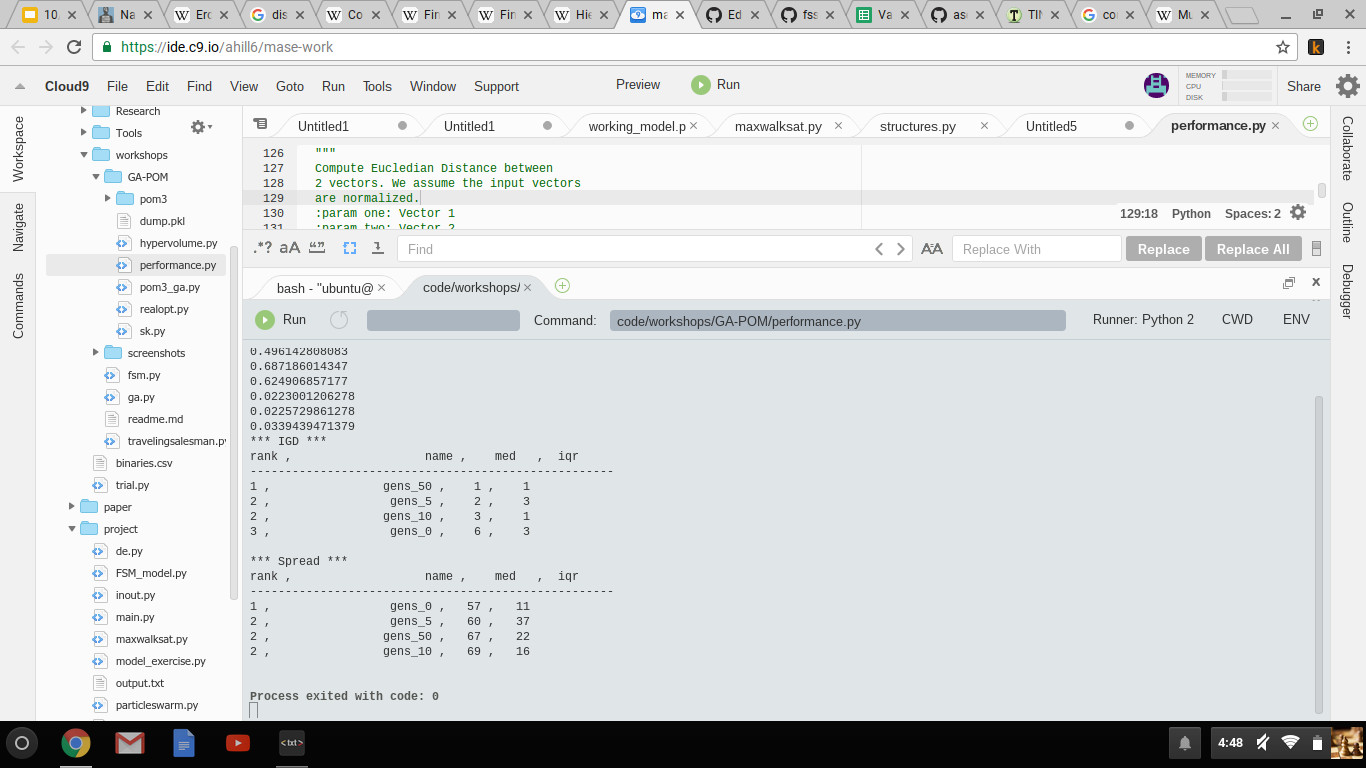 10, Na Ero dis Co Fin Fin Hie ma Ed fss Va aso TIM co Mu
https://ide.c9.io/ahill6/mase-work
Cloud9 File Edit Find View Goto Run Tools Window Support Preview Run MEMORY CPU DISK Share
Workspace
Navigate
Commands
Research
Tools
workshops
GA-POM
pom3
dump.pkl
hypervolume.py
performance.py
pom3_ga.py
realopt.py
sk.py
screenshots
fsm.py
ga.py
readme.md
travelingsalesman.py
binaries.csv
trial.py
paper
project
de.py
FSM_model.py
inout.py
main.py
maxwalksat.py
model_exercise.py
output.txt
particleswarm.py
Untitled1 Untitled1 working_model.p maxwalksat.py structures.py Untitled5 performance.py
126 """
127 Compute Eucledian Distance between
128 2 vectors. We assume the input vectors
129 are normalized.
130 :param one: Vector 1
131 :param two: Vector 2
129:18 Python Spaces: 2
.*? aA Find AA Replace With Replace Replace All
bash - "ubuntu@ code/workshops/
Run Command: code/workshops/GA-POM/performance.py Runner: Python 2 CWD ENV
0.496142808083
0.687186014347
0.624906857177
0.0223001206278
0.0225729861278
0.0339439471379
*** IGD ***
rank , name , med , iqr
----------------------------------------------------
1 , gens_50 , 1 , 1
2 , gens_5 , 2 , 3
2 , gens_10 , 3 , 1
3 , gens_0 , 6 , 3
*** Spread ***
rank , name , med , iqr
----------------------------------------------------
1 , gens_0 , 57 , 11
2 , gens_5 , 60 , 37
2 , gens_50 , 67 , 22
2 , gens_10 , 69 , 16
Process exited with code: 0
Collaborate
Outline
Debugger
<txt>
4:48